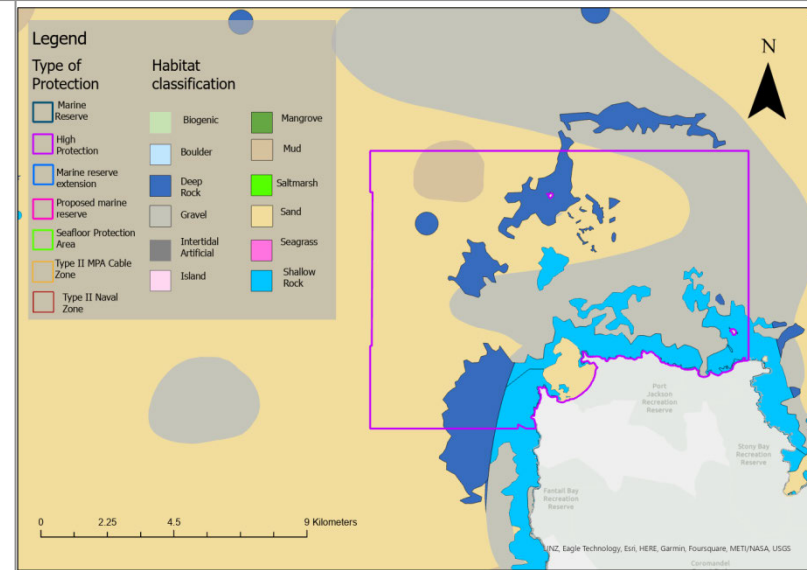 Legend
Type of
Protection
Marine
Reserve
High
Protection
Marine reserve
extension
Proposed marine
reserve
Seafloor Protection
Area
Type II MPA Cable
Zone
Type II Naval
Zone
Habitat
classification
Biogenic
Boulder
Deep
Rock
Gravel
Intertidal
Artificial
Island
Mangrove
Mud
Saltmarsh
Sand
Seagrass
Shallow
Rock
N
Port
Jackson
Recreation
Reserve
Stony Bay
Recreation
Reserve
Fantail Bay
Recreation
Reserve
0 2.25 4.5 9 Kilometers
LINZ, Eagle Technology, Esri, HERE, Garmin, Foursquare, METI/NASA, USGS
Coromandel